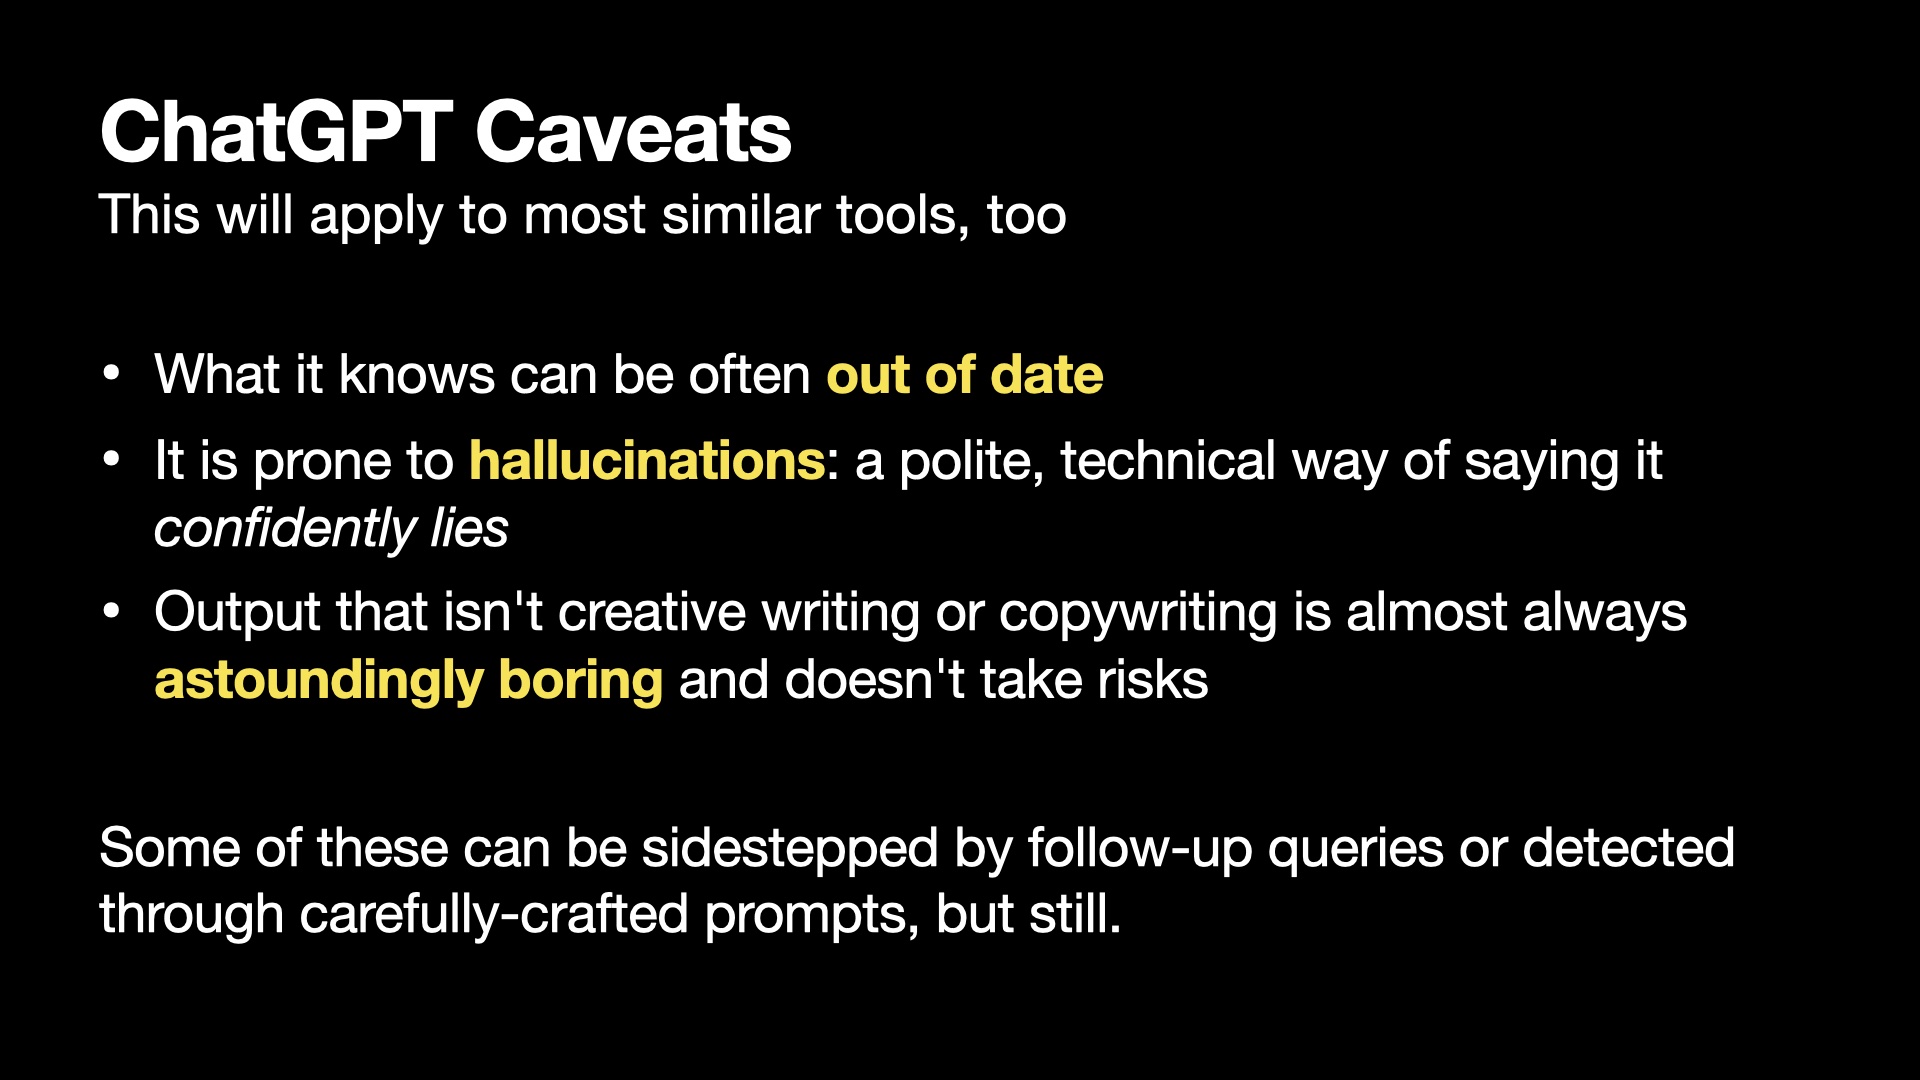 ChatGPT Caveats
This will apply to most similar tools, too
• What it knows can be often out of date
• It is prone to hallucinations: a polite, technical way of saying it
confidently lies
• Output that isn't creative writing or copywriting is almost always
astoundingly boring and doesn't take risks
Some of these can be sidestepped by follow-up queries or detected
through carefully-crafted prompts, but still.